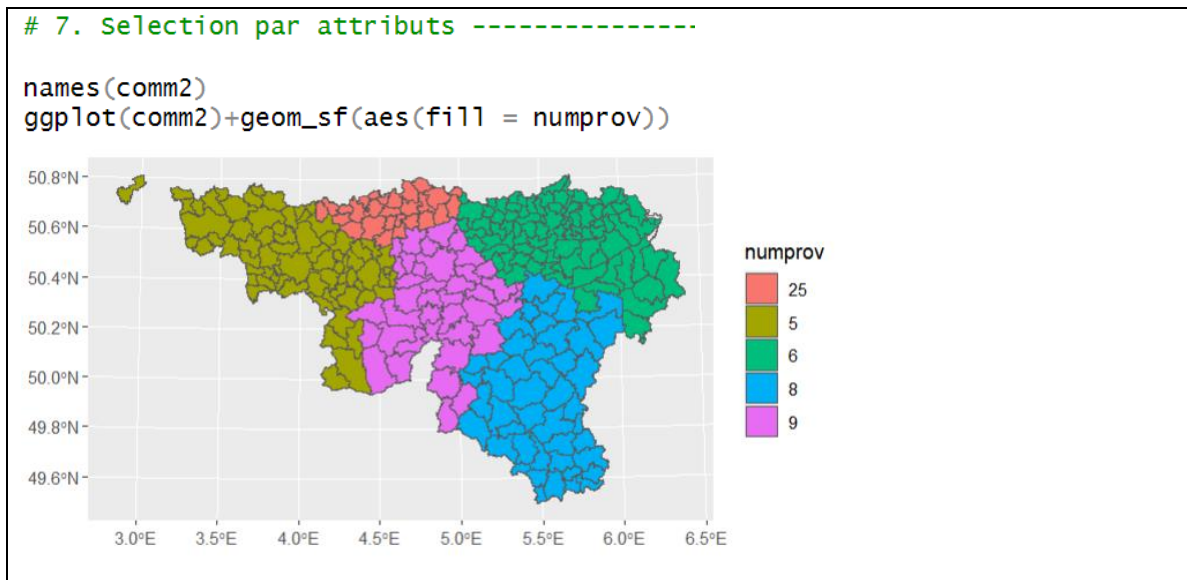 # 7. Selection par attributs ---------------
names(comm2)
ggplot(comm2)+geom_sf(aes(fill = numprov))
50.8°N
50.6°N
50.4°N
50.2°N
50.0°N
49.8°N
49.6°N
3.0°E 3.5°E 4.0°E 4.5°E 5.0°E 5.5°E 6.0°E 6.5°E
numprov
25
5
6
8
9